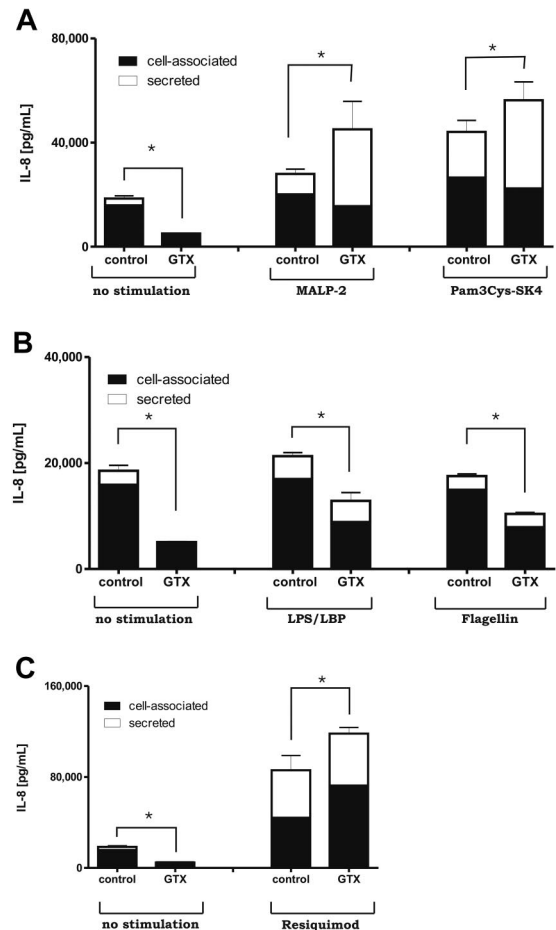 A
80,000
cell-associated
secreted
*
*
*
IL-8 [pg/mL]
40,000
0
control GTX control GTX control GTX
no stimulation MALP-2 Pam3Cys-SK4
B
40,000
cell-associated
secreted
*
*
*
IL-8 [pg/mL]
20,000
0
control GTX control GTX control GTX
no stimulation LPS/LBP Flagellin
C
160,000
cell-associated
secreted
*
*
IL-8 [pg/mL]
80,000
0
control GTX control GTX
no stimulation Resiquimod